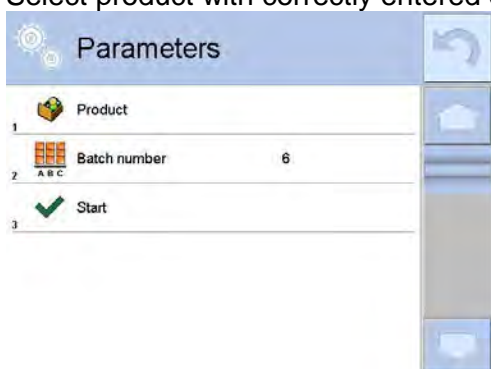 Select product with correctly entered
Parameters
1 Product
2 ABC Batch number 6
3 Start